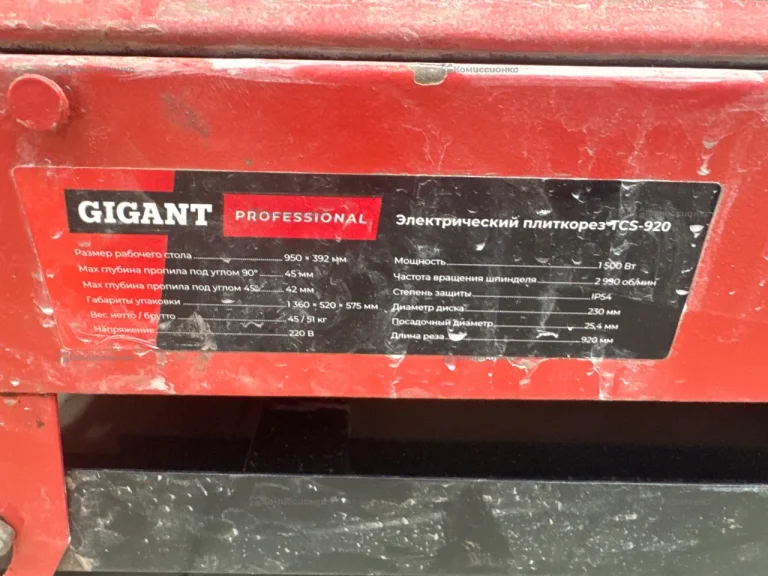 Комиссионка
GIGANT PROFESSIONAL
Электрический плиткорез TCS-920
Размер рабочего стола 950 × 392 мм
Мах глубина пропила под углом 90° 45 мм
Мах глубина пропила под углом 45° 42 мм
Габариты упаковки 1 360 × 520 × 575 мм
Вес нетто / брутто 45 / 51 кг
Напряжение 220 В
Мощность 1 500 Вт
Частота вращения шпинделя 2 950 об/мин
Степень защиты IP54
Диаметр диска 230 мм
Посадочный диаметр 25,4 мм
Длина реза 920 мм
Комиссионка